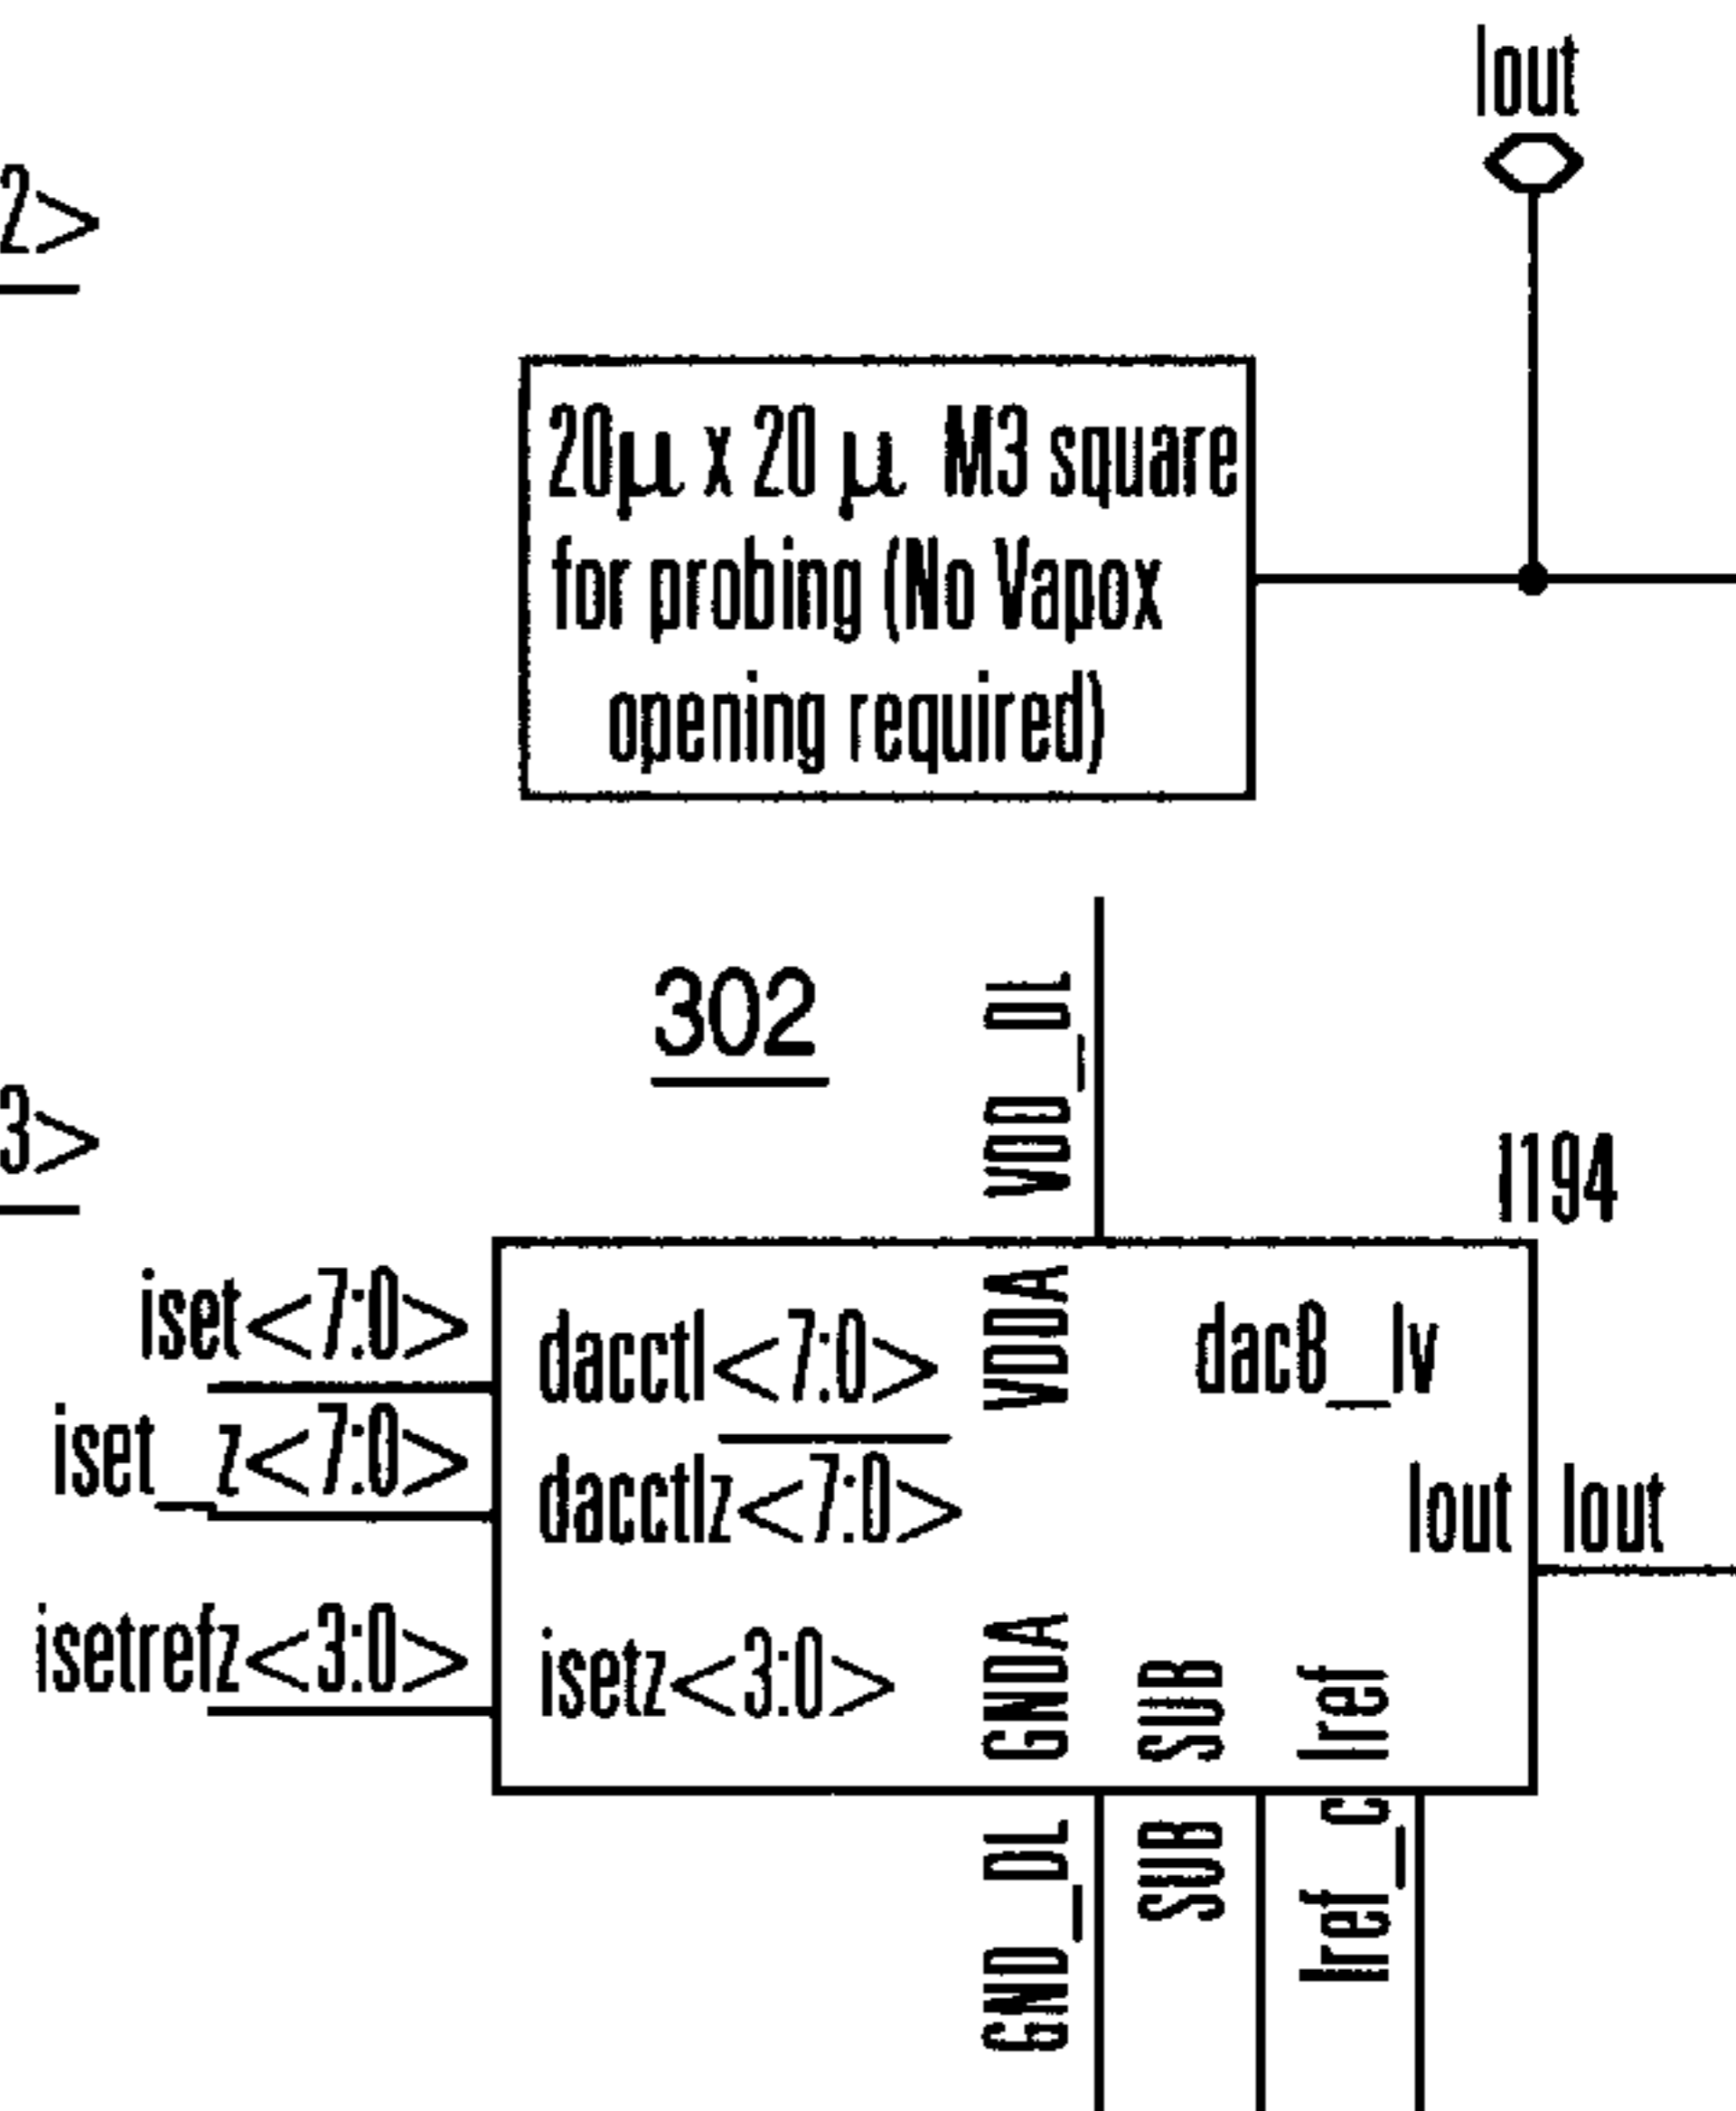 Iout
2>
20μ x 20 μ M3 square
for probing (No Vapox
opening required)
302
VDD_DL
3>
I194
iset<7:0>
dacctl<7:0>
VDDA
dac8_lv
iset_z<7:0>
dacctlz<7:0>
Iout
Iout
isetrefz<3:0>
isetz<3:0>
GNDA
SUB
Iref
GND_DL
SUB
Iref_c